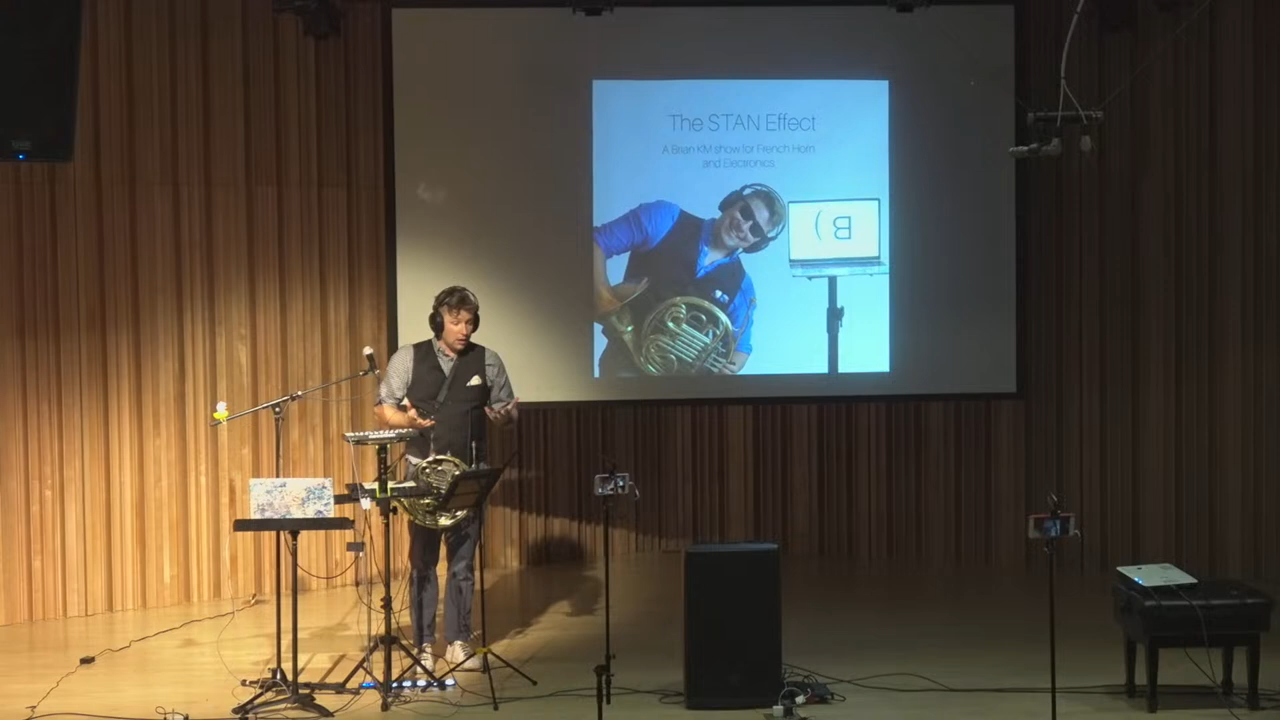 The STAN Effect
A Brian KM show for French Horn
and Electronics
B )